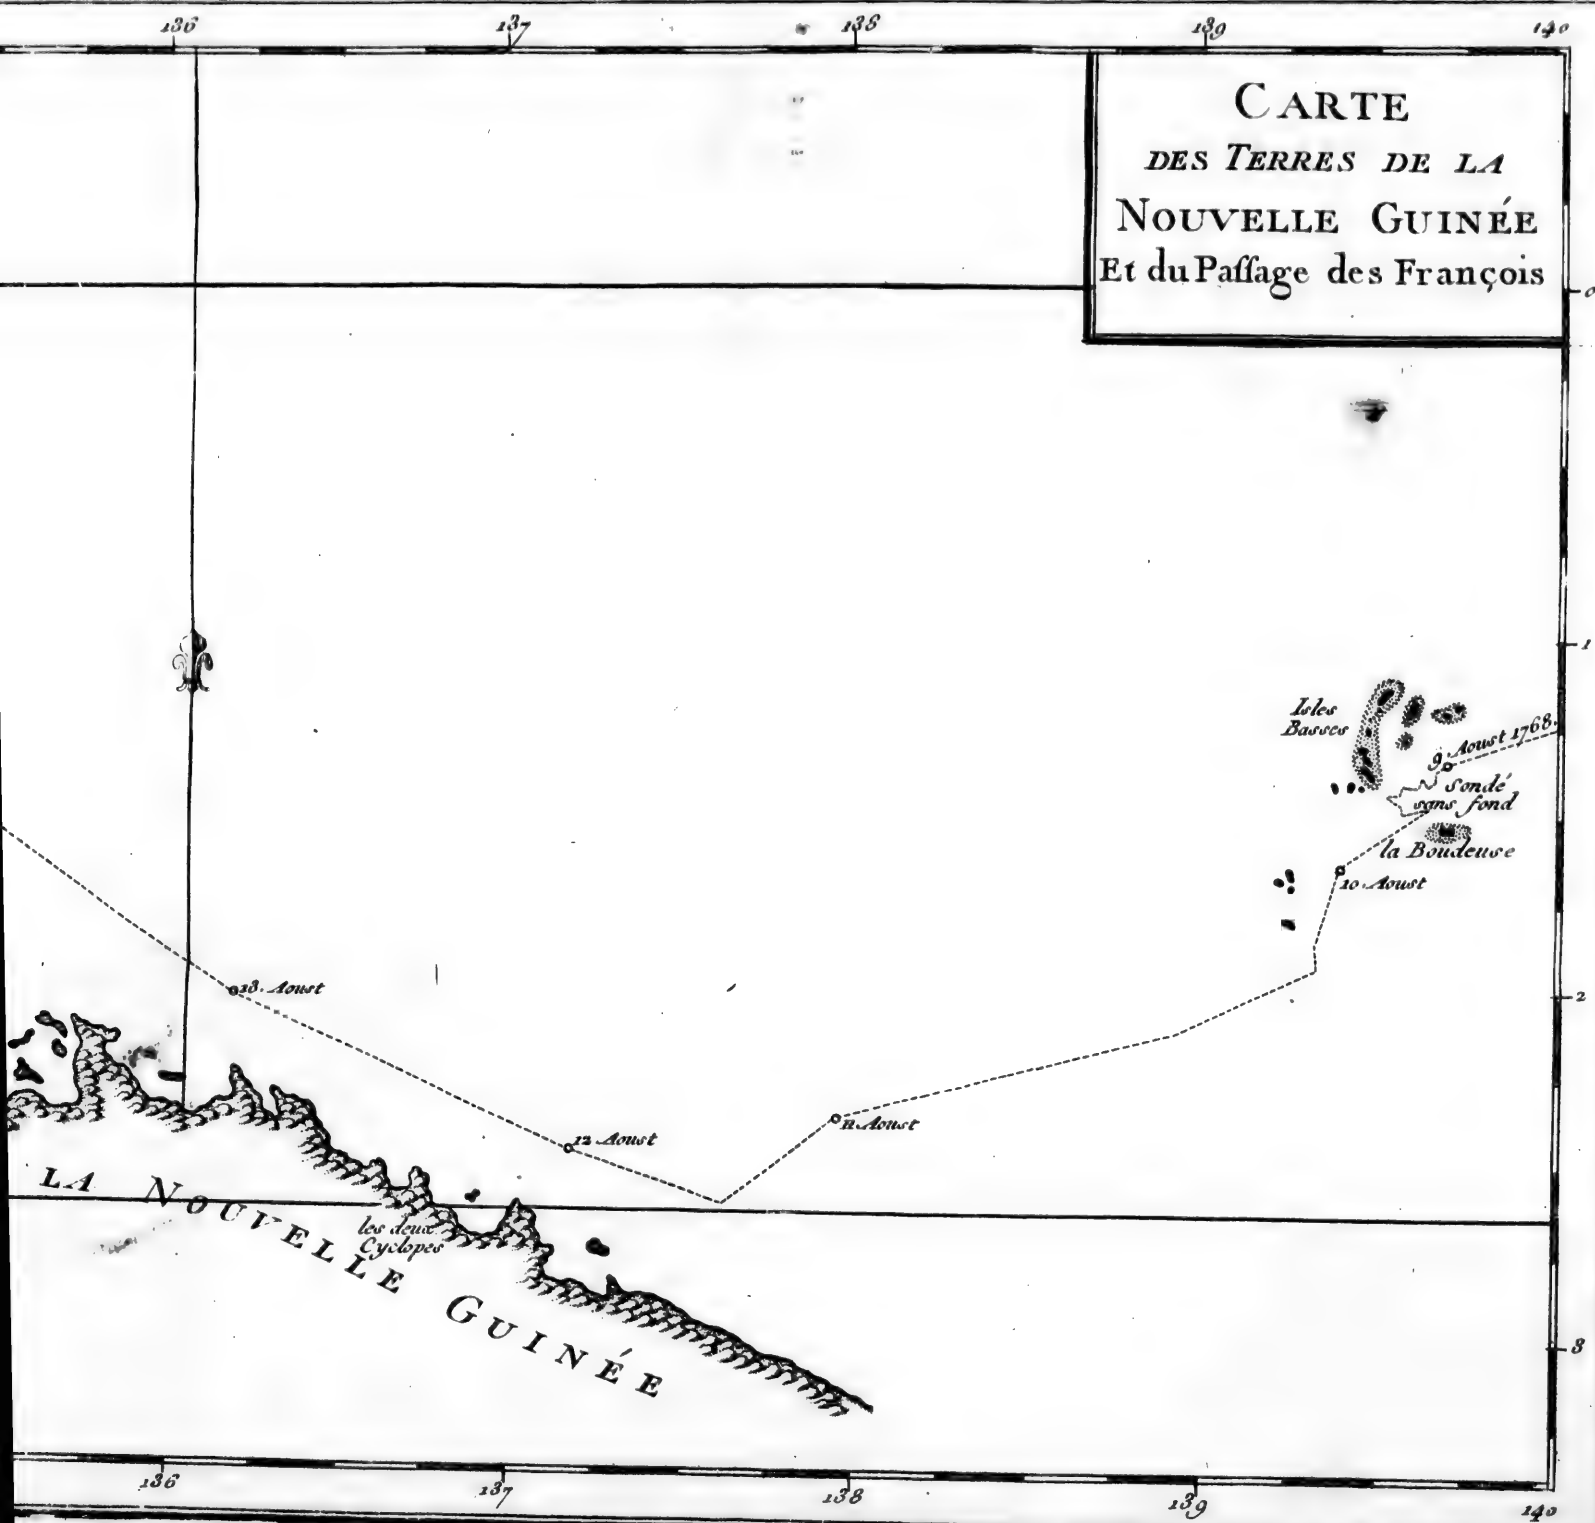 136 137 138 139 140
CARTE
DES TERRES DE LA
NOUVELLE GUINÉE
Et du Paſſage des François
0
1
Isles
Basses
9. Aoust 1768.
Sondé
sans fond
la Boudeuse
10. Aoust
13. Aoust
2
11. Aoust
12 Aoust
LA NOUVELLE GUINÉE
les deux
Cyclopes
3
136 137 138 139 140